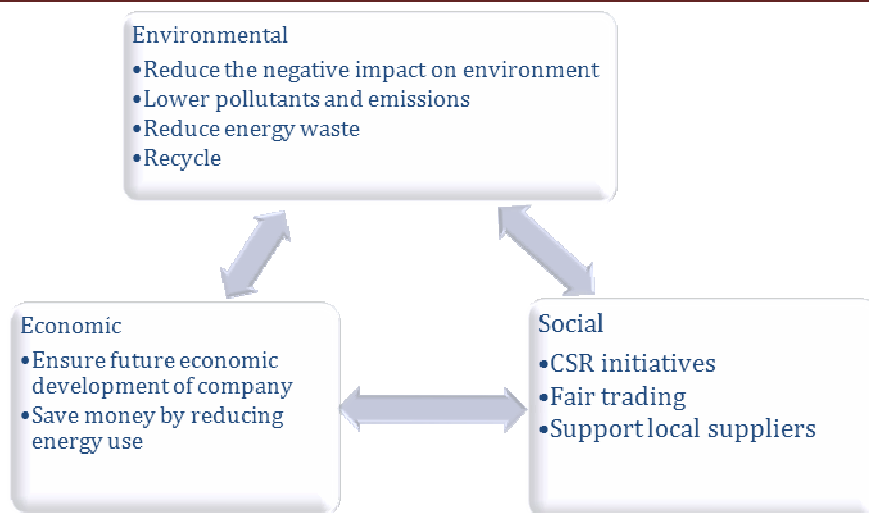 Environmental
•Reduce the negative impact on environment
•Lower pollutants and emissions
•Reduce energy waste
•Recycle
Economic
•Ensure future economic
development of company
•Save money by reducing
energy use
Social
•CSR initiatives
•Fair trading
•Support local suppliers